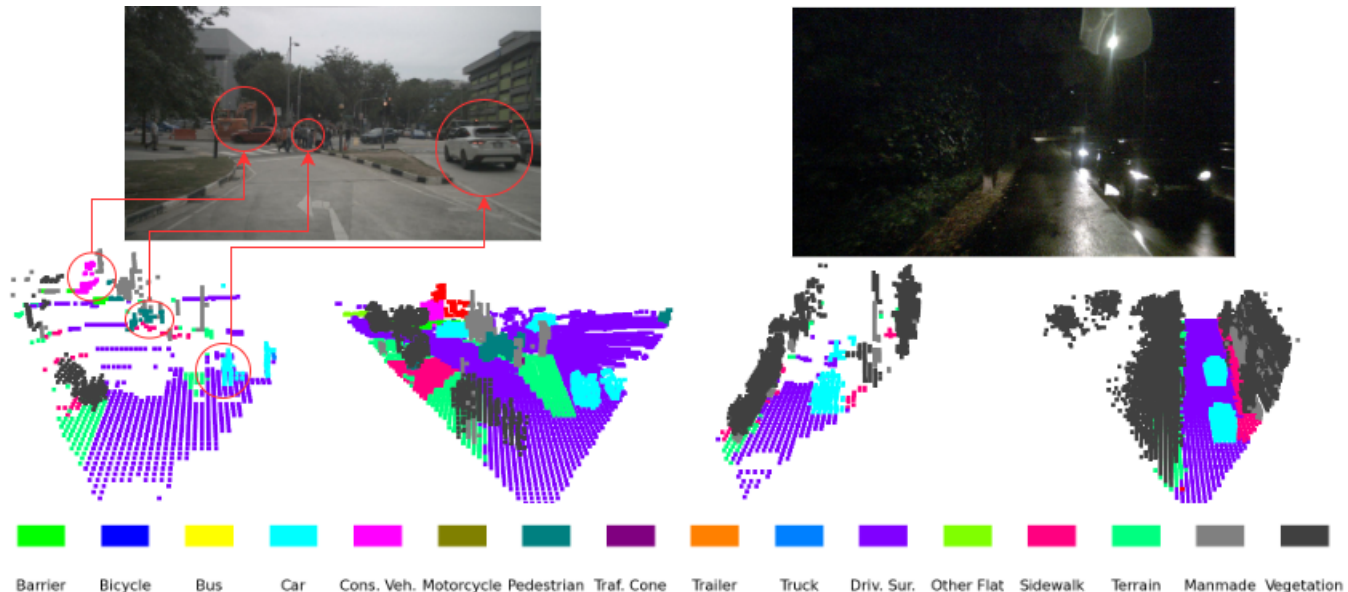 Barrier Bicycle Bus Car Cons. Veh. Motorcycle Pedestrian Traf. Cone Trailer Truck Driv. Sur. Other Flat Sidewalk Terrain Manmade Vegetation